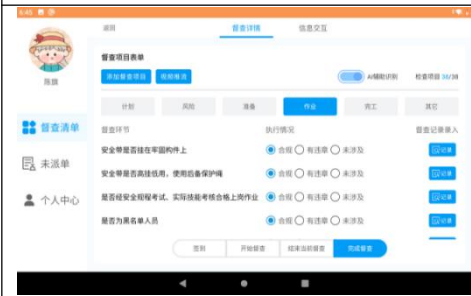 6:45
派到
督查详情
信息交互
陈颜
督查项目表单
添加督查项目
视频推流
AI辅助识别
检查项目 38/38
计划
风险
准备
作业
完工
其它
督查清单
督查环节
执行情况
督查记录录入
安全带是否挂在牢固构件上
合规 有违章 未涉及
记录
安全带是否高挂低用，使用后备保护绳
合规 有违章 未涉及
记录
未派单
是否经安全规程考试、实际技能考核合格上岗作业
合规 有违章 未涉及
记录
个人中心
是否为黑名单人员
合规 有违章 未涉及
记录
签到
开始督查
结束当前督查
完成督查